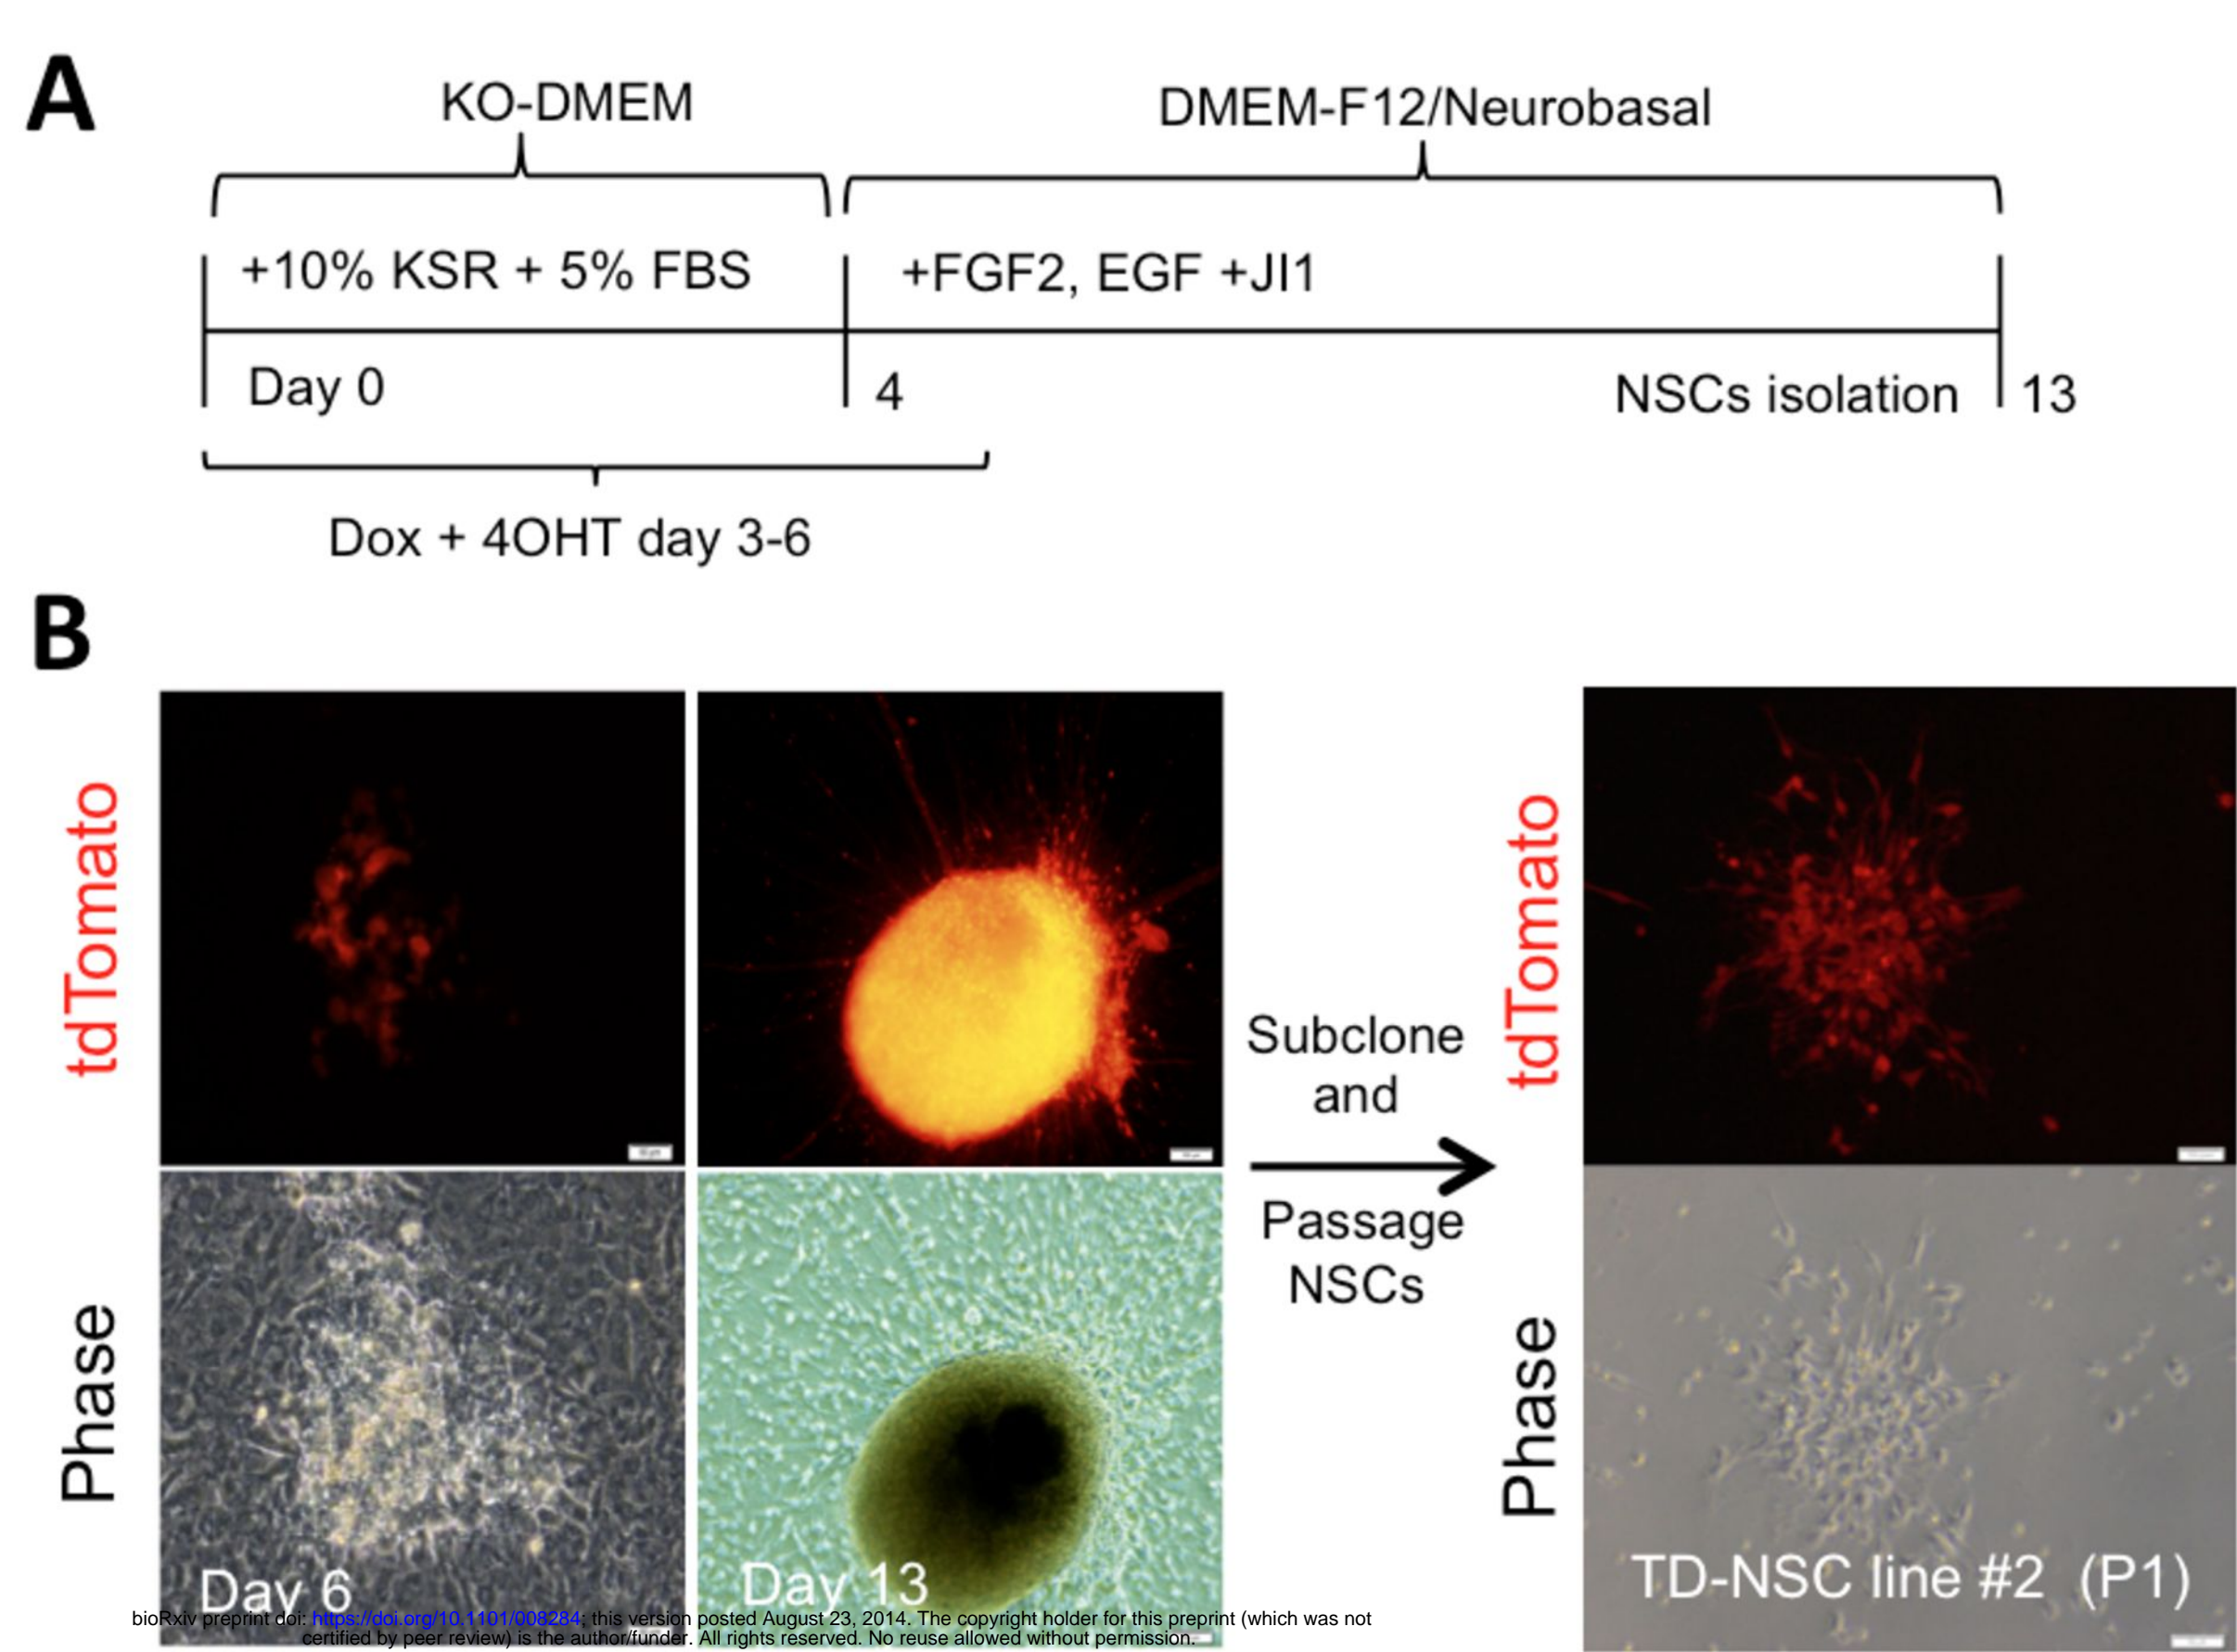 A
KO-DMEM
DMEM-F12/Neurobasal
+10% KSR + 5% FBS
+FGF2, EGF +JI1
Day 0
4
NSCs isolation
13
Dox + 4OHT day 3-6
B
tdTomato
Phase
Day 6
Day 13
Subclone
and
Passage
NSCs
tdTomato
Phase
TD-NSC line #2 (P1)
bioRxiv preprint doi: https://doi.org/10.1101/008284; this version posted August 23, 2014. The copyright holder for this preprint (which was not
certified by peer review) is the author/funder. All rights reserved. No reuse allowed without permission.